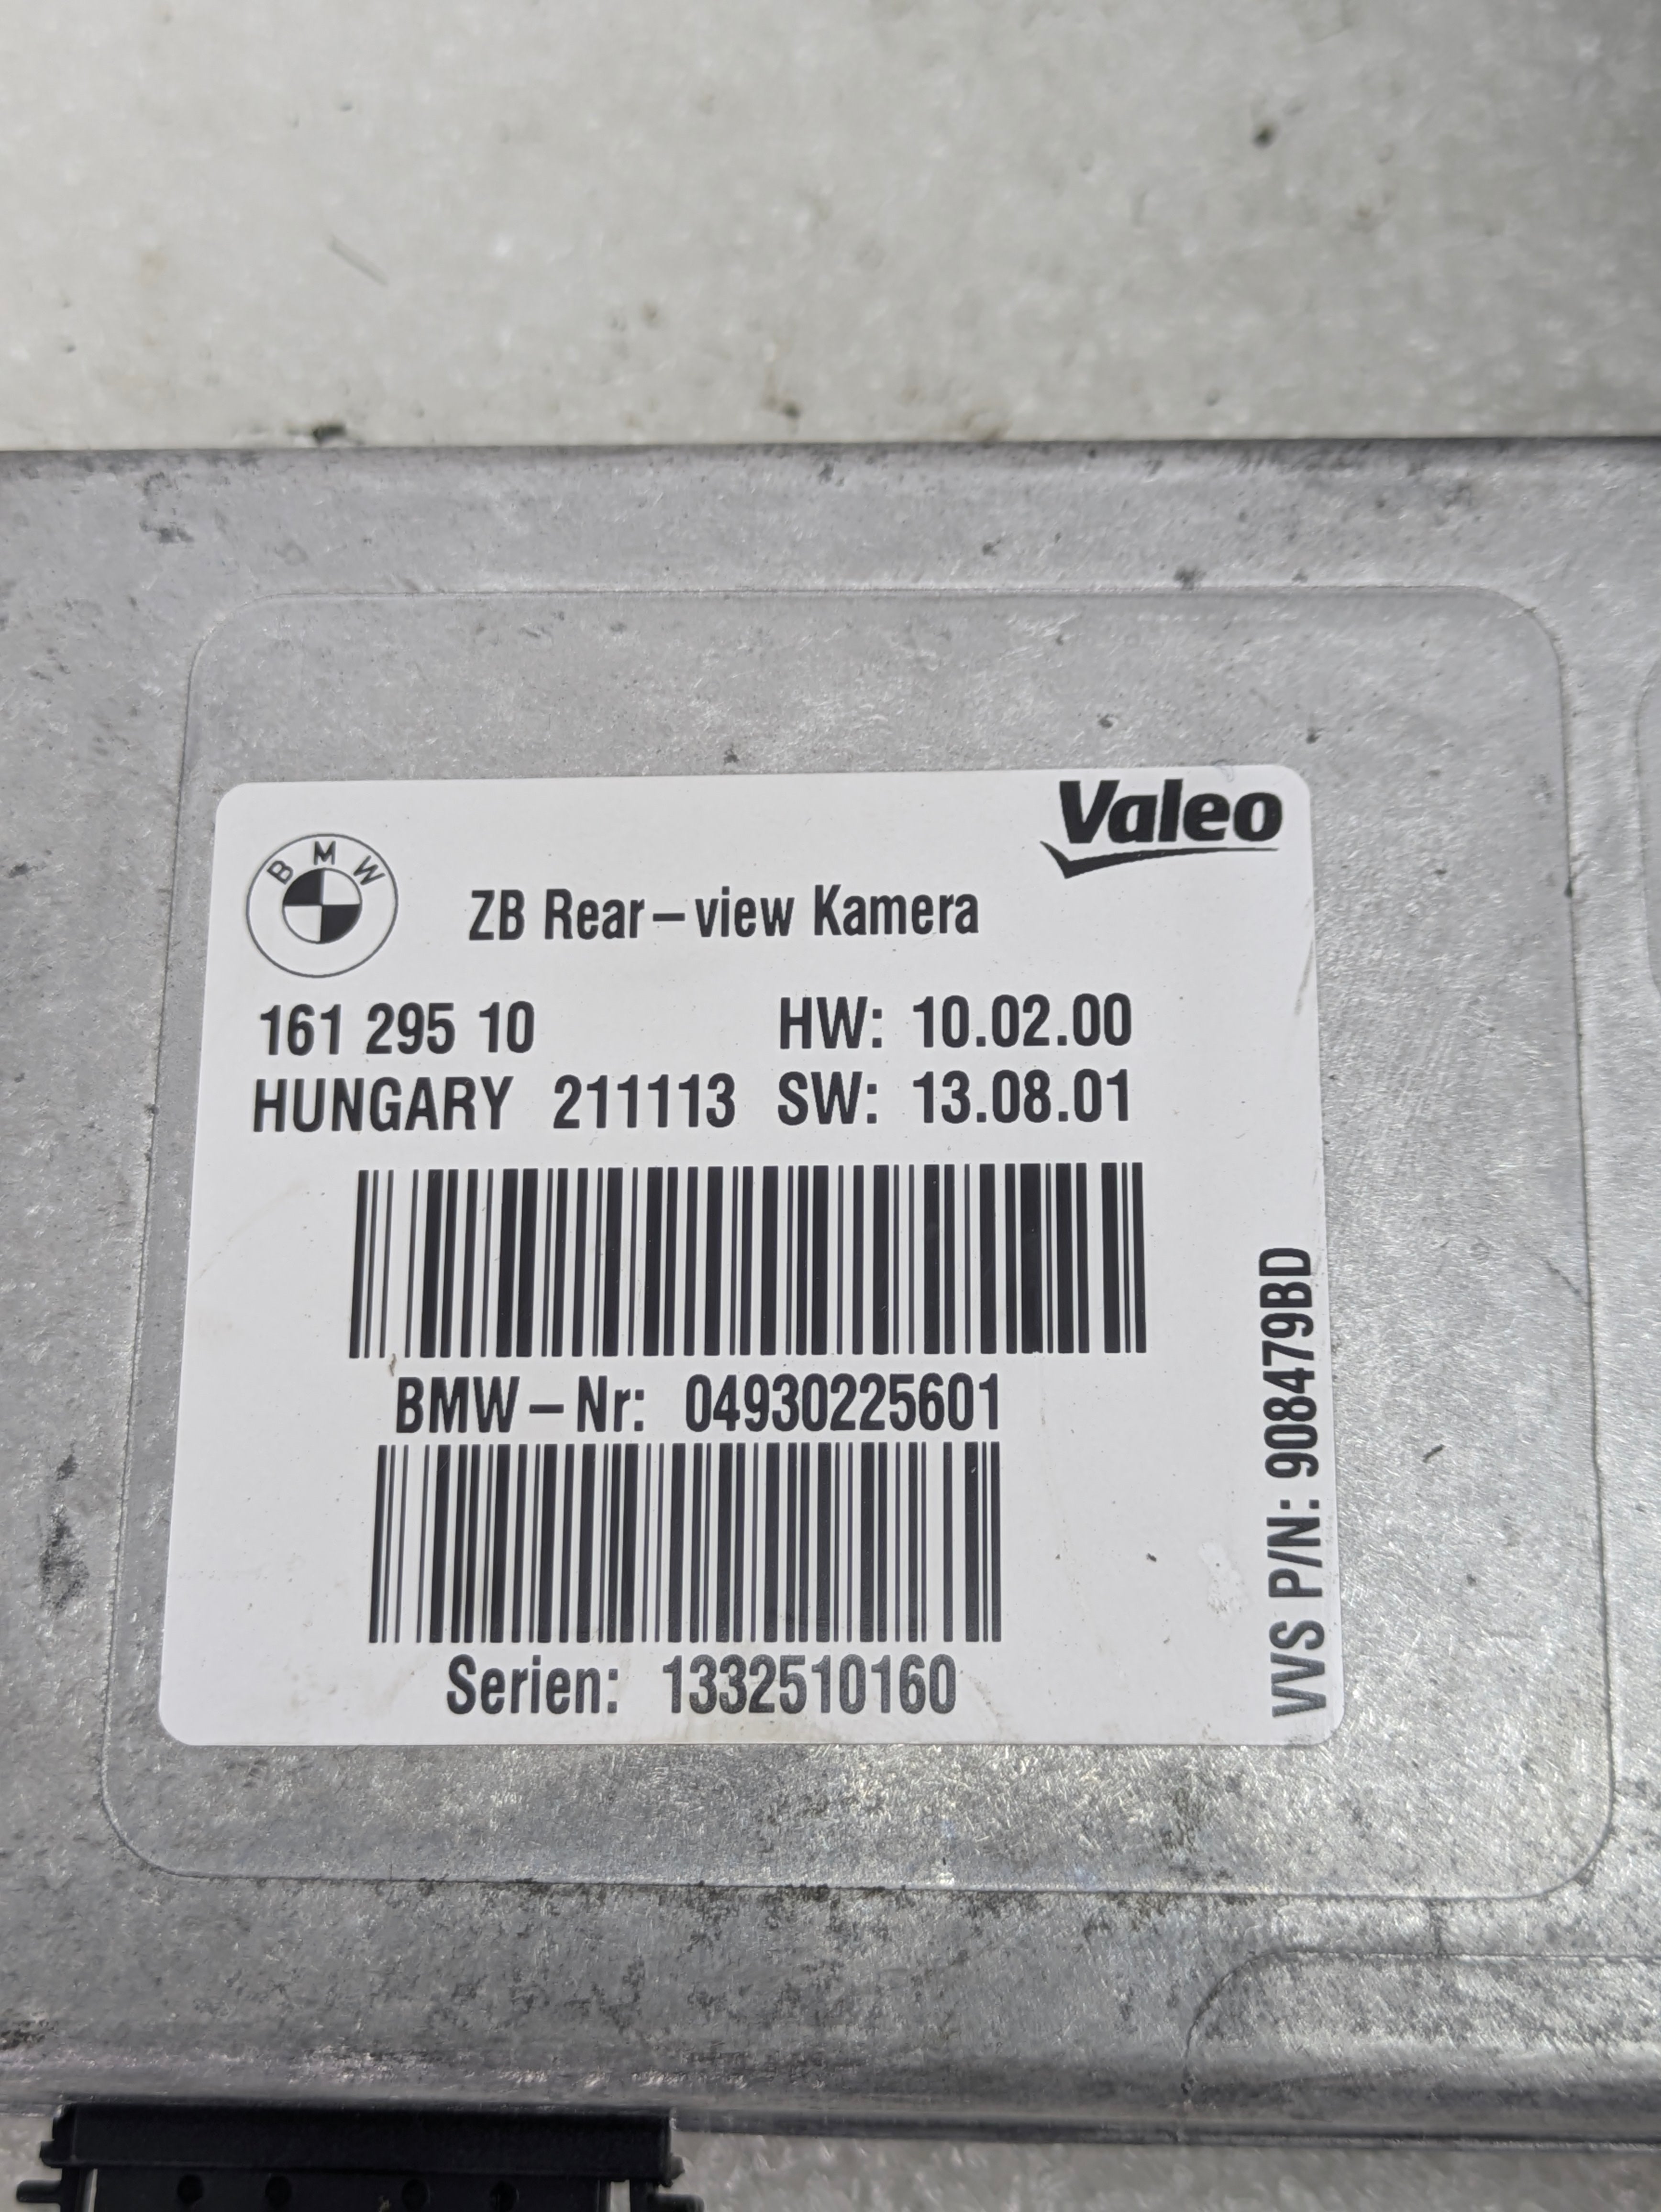 Valeo
BMW
ZB Rear-view Kamera
161 295 10 HW: 10.02.00
HUNGARY 211113 SW: 13.08.01
BMW-Nr: 04930225601
Serien: 1332510160
VVS P/N: 908479BD